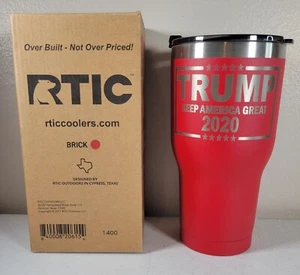 Over Built - Not Over Priced!
RTIC
rticcoolers.com
BRICK
DESIGNED BY
RTIC OUTDOORS IN CYPRESS, TEXAS
1400
TRUMP
KEEP AMERICA GREAT
2020